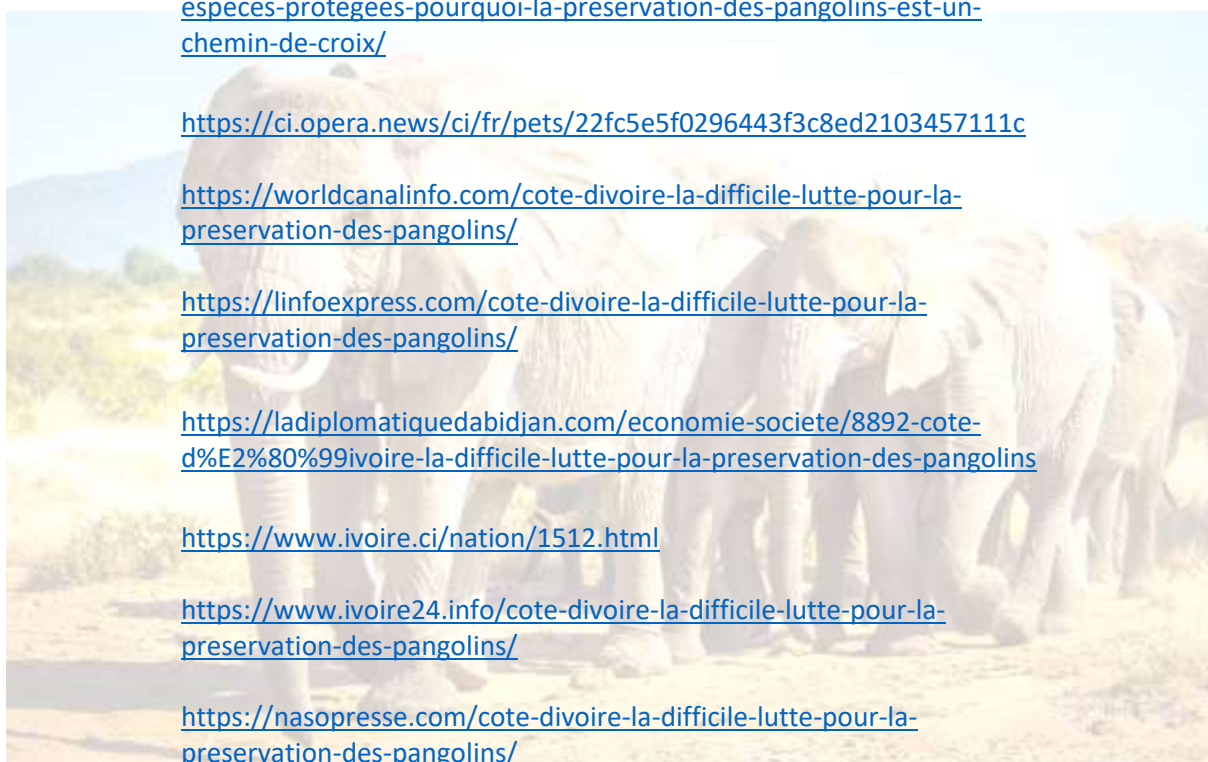 especes-protegees-pourquoi-la-preservation-des-pangolins-est-un-
chemin-de-croix/
https://ci.opera.news/ci/fr/pets/22fc5e5f0296443f3c8ed2103457111c
https://worldcanalinfo.com/cote-divoire-la-difficile-lutte-pour-la-
preservation-des-pangolins/
https://linfoexpress.com/cote-divoire-la-difficile-lutte-pour-la-
preservation-des-pangolins/
https://ladiplomatiquedabidjan.com/economie-societe/8892-cote-
d%E2%80%99ivoire-la-difficile-lutte-pour-la-preservation-des-pangolins
https://www.ivoire.ci/nation/1512.html
https://www.ivoire24.info/cote-divoire-la-difficile-lutte-pour-la-
preservation-des-pangolins/
https://nasopresse.com/cote-divoire-la-difficile-lutte-pour-la-
preservation-des-pangolins/